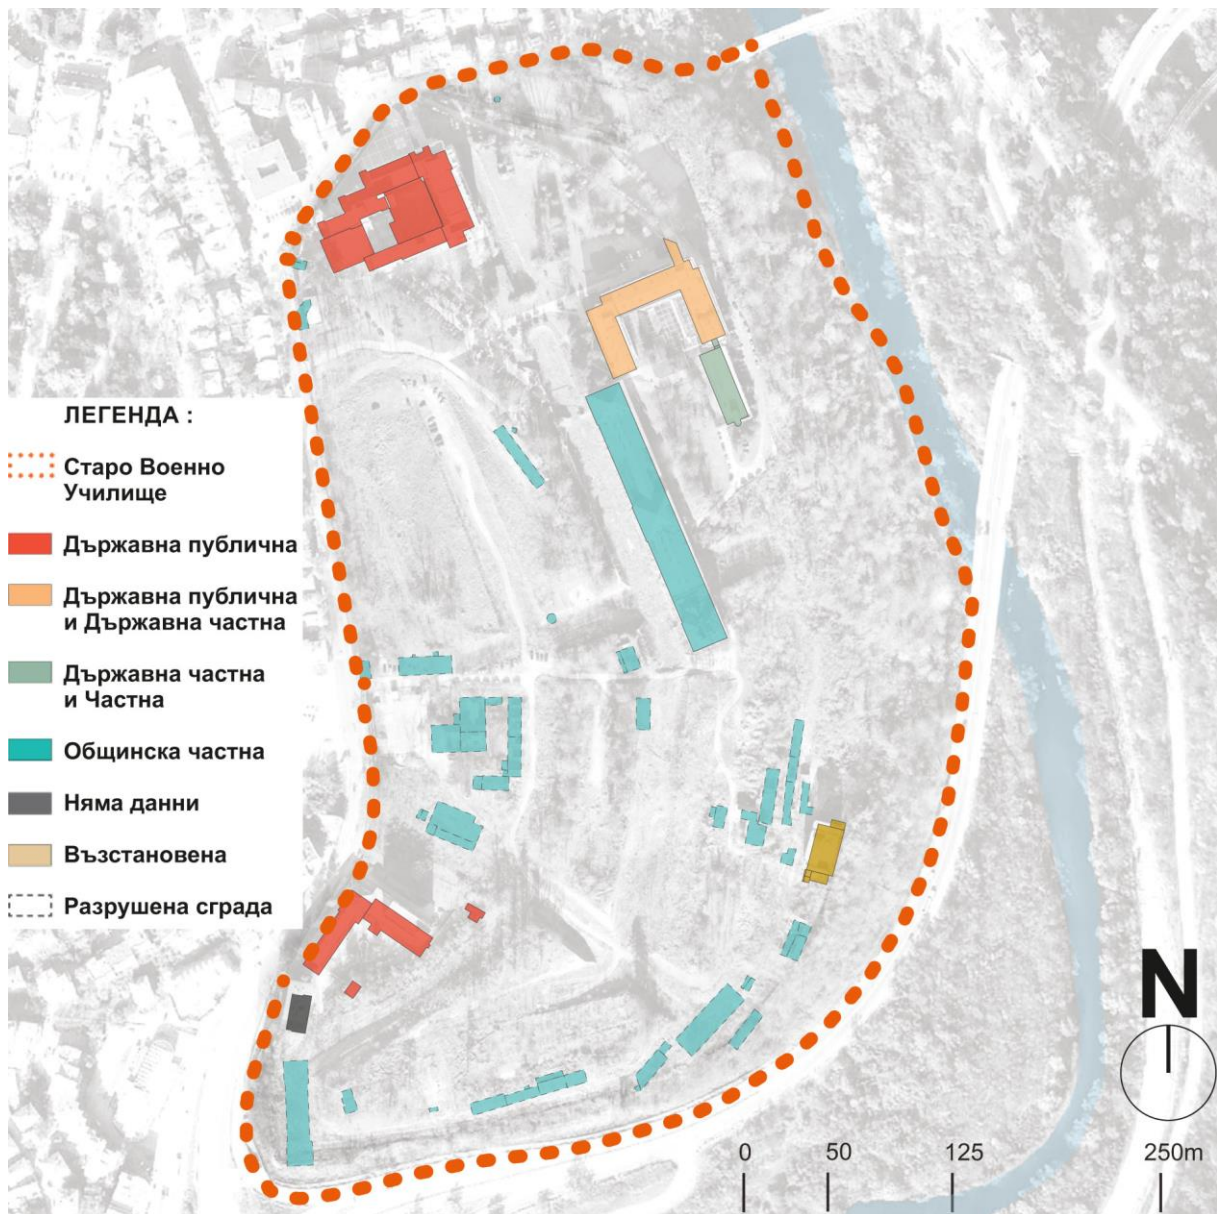 ЛЕГЕНДА :
Старо Военно
Училище
Държавна публична
Държавна публична
и Държавна частна
Държавна частна
и Частна
Общинска частна
Няма данни
Възстановена
Разрушена сграда
N
0 50 125 250m